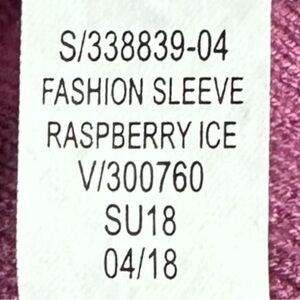 S/338839-04
FASHION SLEEVE
RASPBERRY ICE
V/300760
SU18
04/18